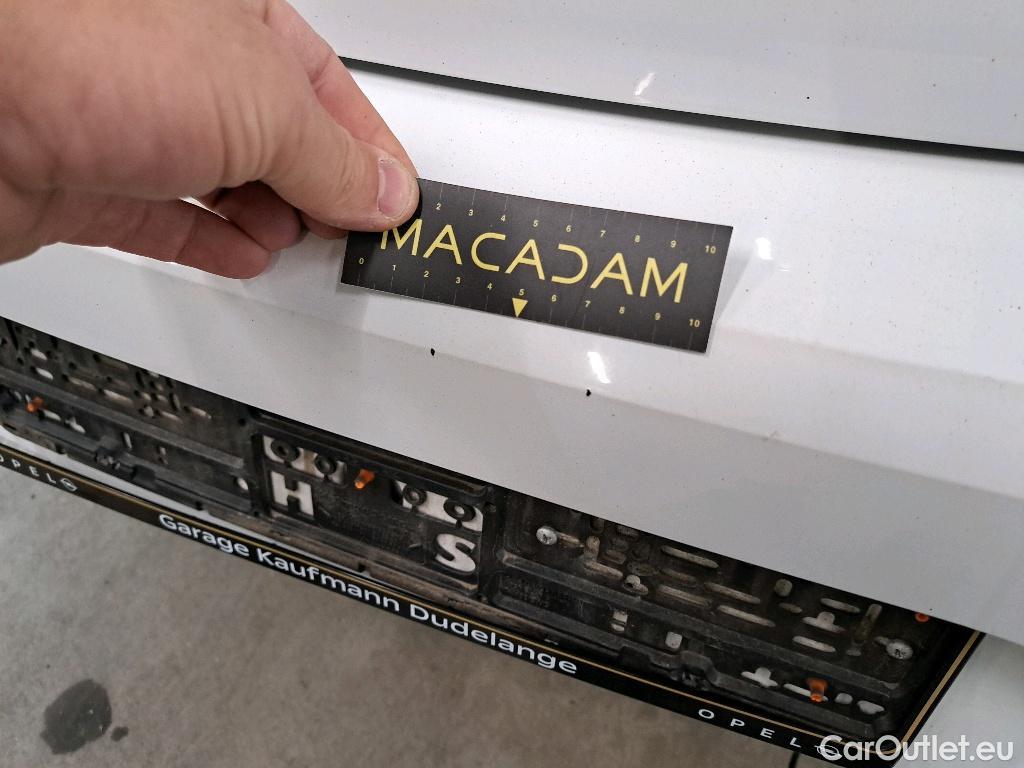 2 3 4 5 6 7 8 9 10
MACADAM
0 1 2 3 4 5 6 7 8 9 10
OPEL
H S
Garage Kaufmann Dudelange
OPEL
CarOutlet.eu